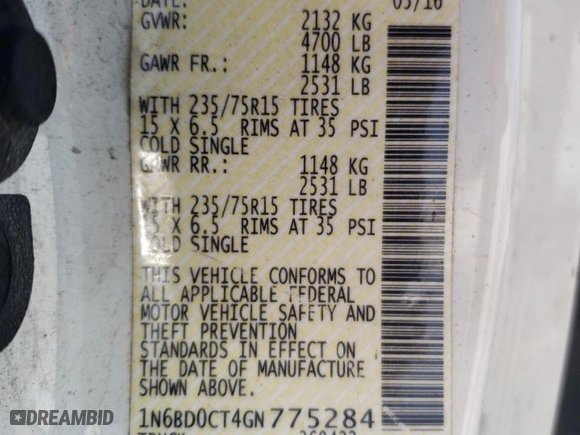 DATE: 05/16
GVWR: 2132 KG
4700 LB
GAWR FR.: 1148 KG
2531 LB
WITH 235/75R15 TIRES
15 X 6.5 RIMS AT 35 PSI
COLD SINGLE
GAWR RR.: 1148 KG
2531 LB
WITH 235/75R15 TIRES
15 X 6.5 RIMS AT 35 PSI
COLD SINGLE
THIS VEHICLE CONFORMS TO
ALL APPLICABLE FEDERAL
MOTOR VEHICLE SAFETY AND
THEFT PREVENTION
STANDARDS IN EFFECT ON
THE DATE OF MANUFACTURE
SHOWN ABOVE.
1N6BD0CT4GN775284
TRUCK
DREAMBID